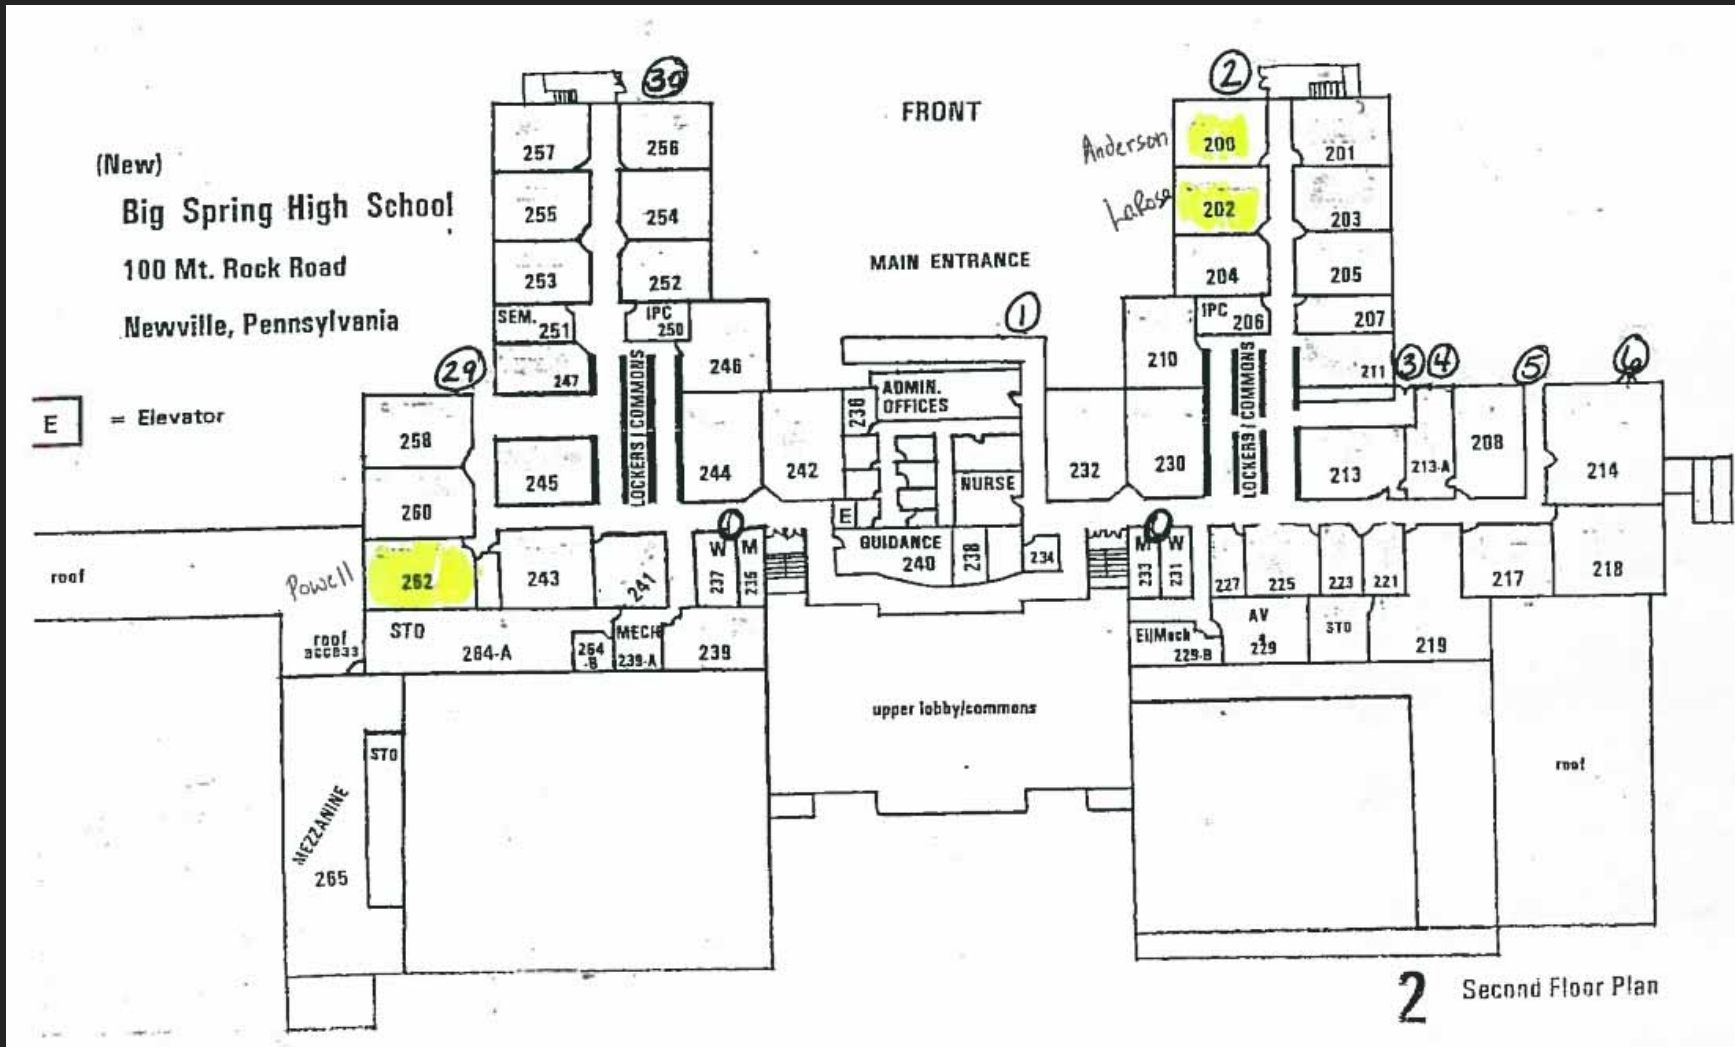 30
2
FRONT
257
256
Anderson
200
201
(New)
Big Spring High School
255
254
LaRose
202
203
100 Mt. Rock Road
MAIN ENTRANCE
253
252
204
205
Newville, Pennsylvania
SEM.
251
IPC
250
1
IPC
206
207
29
246
210
211
3
4
5
6
E
= Elevator
258
245
LOCKERS / COMMONS
244
242
236
ADMIN.
OFFICES
NURSE
232
230
LOCKERS / COMMONS
213
213-A
208
214
247
260
E
GUIDANCE
240
238
234
roof
Powell
262
243
241
W
237
M
235
M
233
W
231
227
225
223
221
217
218
roof
access
STO
264-A
264
-B
MECH
239-A
239
El/Mech
229-B
AV
229
STO
219
upper lobby/commons
STO
MEZZANINE
265
roof
2
Second Floor Plan